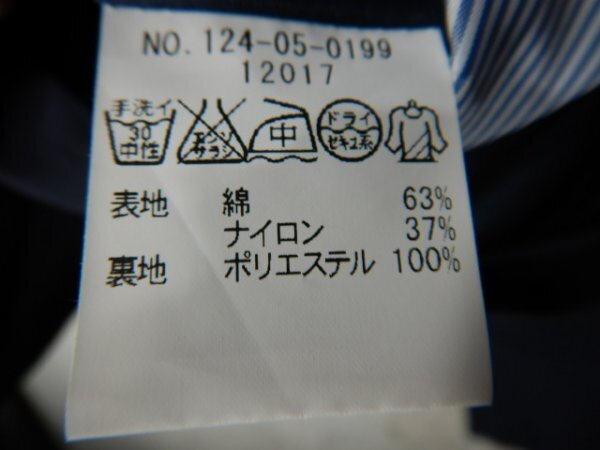 NO. 124-05-0199
12017
手洗イ
30
中性
エンソ
サラシ
中
ドライ
セキユ系
表地 綿 63%
ナイロン 37%
裏地 ポリエステル 100%